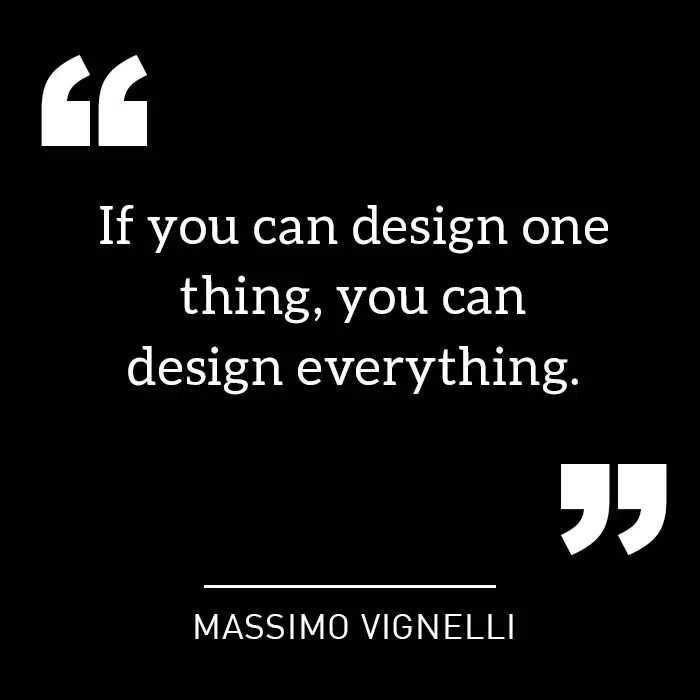 “
If you can design one
thing, you can
design everything.
”
MASSIMO VIGNELLI